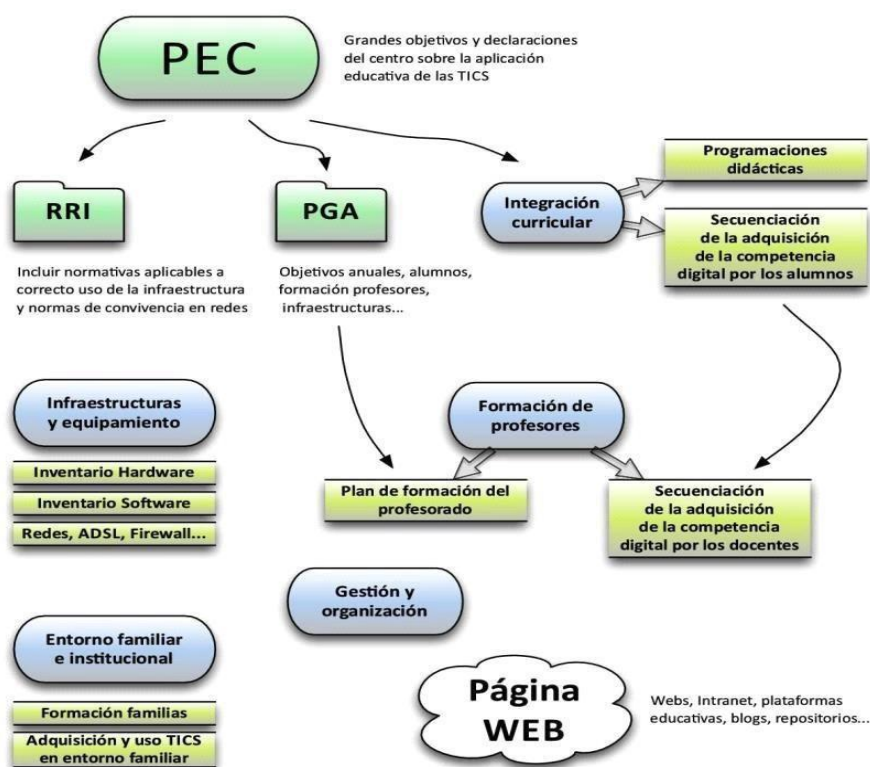 PEC
Grandes objetivos y declaraciones
del centro sobre la aplicación
educativa de las TICS
RRI
Incluir normativas aplicables a
correcto uso de la infraestructura
y normas de convivencia en redes
PGA
Objetivos anuales, alumnos,
formación profesores,
infraestructuras...
Integración
curricular
Programaciones
didácticas
Secuenciación
de la adquisición
de la competencia
digital por los alumnos
Infraestructuras
y equipamiento
Inventario Hardware
Inventario Software
Redes, ADSL, Firewall...
Formación de
profesores
Plan de formación del
profesorado
Secuenciación
de la adquisición
de la competencia
digital por los docentes
Gestión y
organización
Entorno familiar
e institucional
Formación familias
Adquisición y uso TICS
en entorno familiar
Página
WEB
Webs, Intranet, plataformas
educativas, blogs, repositorios...